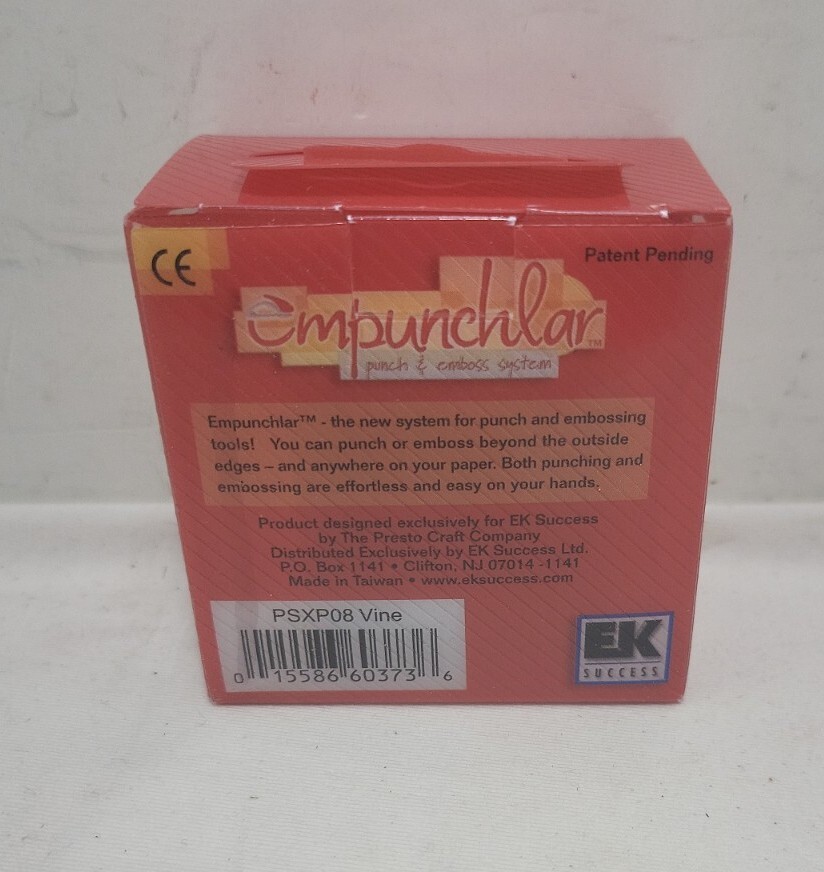 CE
Patent Pending
empunchlar™
punch & emboss system
Empunchlar™ - the new system for punch and embossing
tools! You can punch or emboss beyond the outside
edges – and anywhere on your paper. Both punching and
embossing are effortless and easy on your hands.
Product designed exclusively for EK Success
by The Presto Craft Company
Distributed Exclusively by EK Success Ltd.
P.O. Box 1141 • Clifton, NJ 07014 -1141
Made in Taiwan • www.eksuccess.com
PSXP08 Vine
0 15586 60373 6
EK
SUCCESS